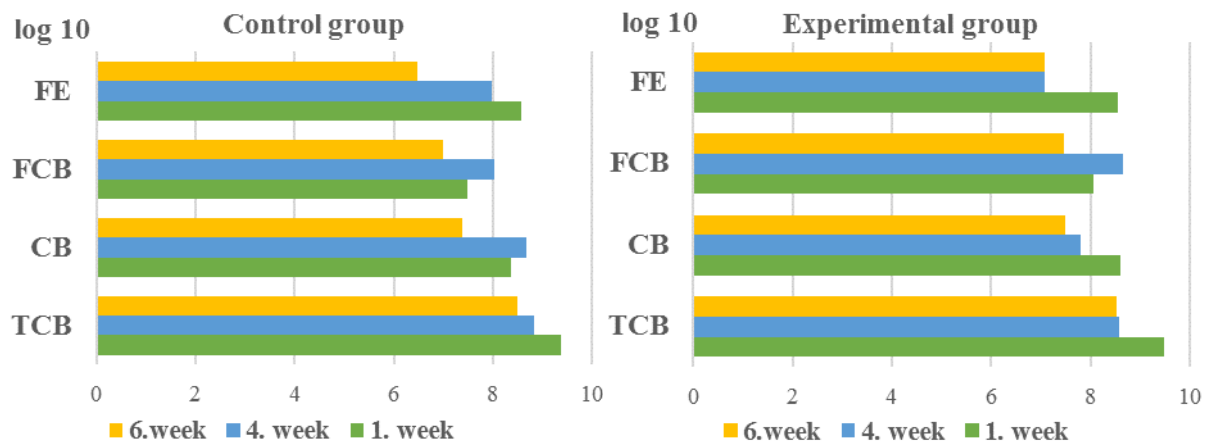 log 10
Control group
FE
FCB
CB
TCB
0 2 4 6 8 10
6.week 4. week 1. week
log 10
Experimental group
FE
FCB
CB
TCB
0 2 4 6 8 10
6.week 4. week 1. week